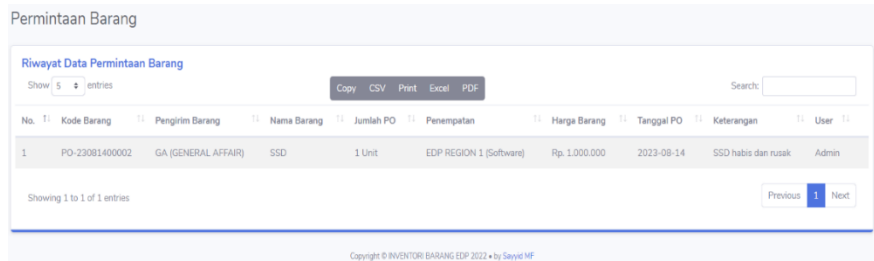 Permintaan Barang
Riwayat Data Permintaan Barang
Show 5 entries
Copy CSV Print Excel PDF
Search:
No. Kode Barang Pengirim Barang Nama Barang Jumlah PO Penempatan Harga Barang Tanggal PO Keterangan User
1 PO-23081400002 GA (GENERAL AFFAIR) SSD 1 Unit EDP REGION 1 (Software) Rp. 1.000.000 2023-08-14 SSD habis dan rusak Admin
Showing 1 to 1 of 1 entries
Previous 1 Next
Copyright © INVENTORI BARANG EDP 2022 • by Sayyid MF